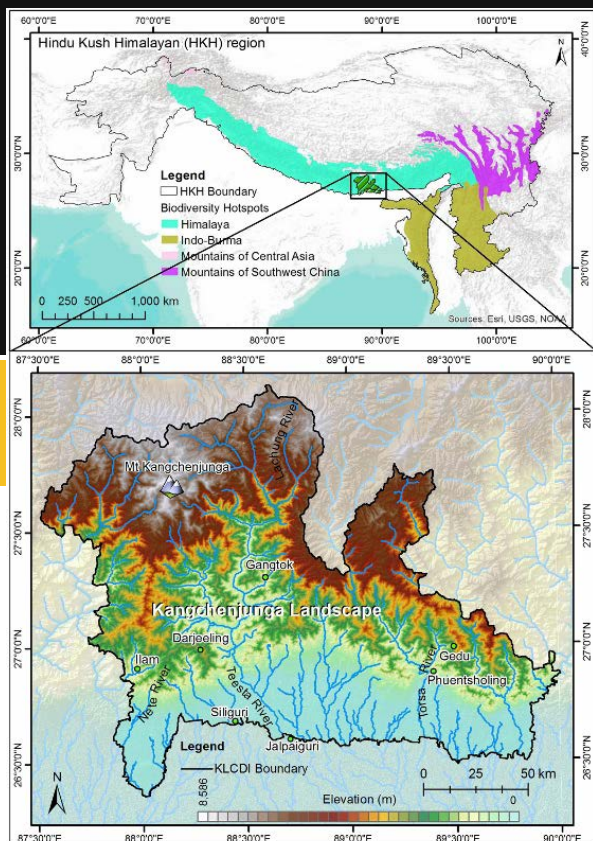 60°0'0"E 70°0'0"E 80°0'0"E 90°0'0"E 100°0'0"E
Hindu Kush Himalayan (HKH) region
N
40°0'0"N
30°0'0"N
30°0'0"N
20°0'0"N
20°0'0"N
Legend
HKH Boundary
Biodiversity Hotspots
Himalaya
Indo-Burma
Mountains of Central Asia
Mountains of Southwest China
0 250 500 1,000 km
Sources: Esri, USGS, NOAA
60°0'0"E 70°0'0"E 80°0'0"E 90°0'0"E 100°0'0"E
87°30'0"E 88°0'0"E 88°30'0"E 89°0'0"E 89°30'0"E 90°0'0"E
28°0'0"N
28°0'0"N
Lachung River
Mt Kangchenjunga
27°30'0"N
27°30'0"N
Gangtok
Kangchenjunga Landscape
Darjeeling
27°0'0"N
27°0'0"N
Ilam
Gedu
Phuentsholing
Teesta River
Torsa River
Siliguri
Jalpaiguri
Legend
KLCDI Boundary
26°30'0"N
26°30'0"N
N
0 25 50 km
8,586
Elevation (m)
0
87°30'0"E 88°0'0"E 88°30'0"E 89°0'0"E 89°30'0"E 90°0'0"E